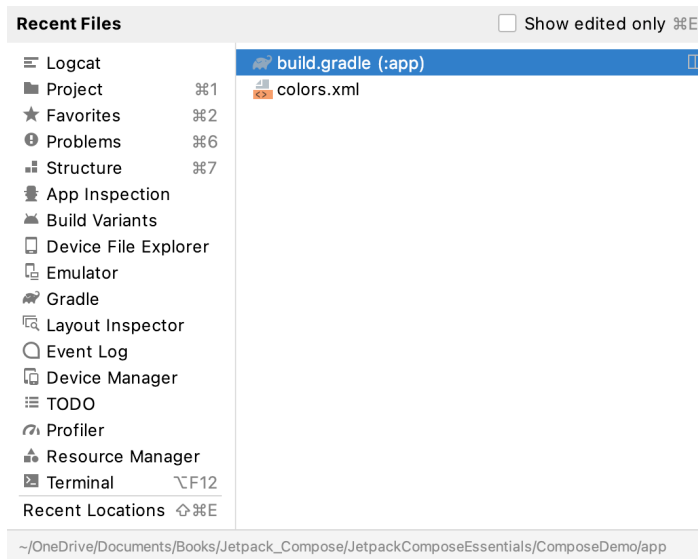 Recent Files Show edited only ⌘E
Logcat
Project ⌘1
Favorites ⌘2
Problems ⌘6
Structure ⌘7
App Inspection
Build Variants
Device File Explorer
Emulator
Gradle
Layout Inspector
Event Log
Device Manager
TODO
Profiler
Resource Manager
Terminal ⌥F12
Recent Locations ⇧⌘E
build.gradle (:app)
colors.xml
~/OneDrive/Documents/Books/Jetpack_Compose/JetpackComposeEssentials/ComposeDemo/app